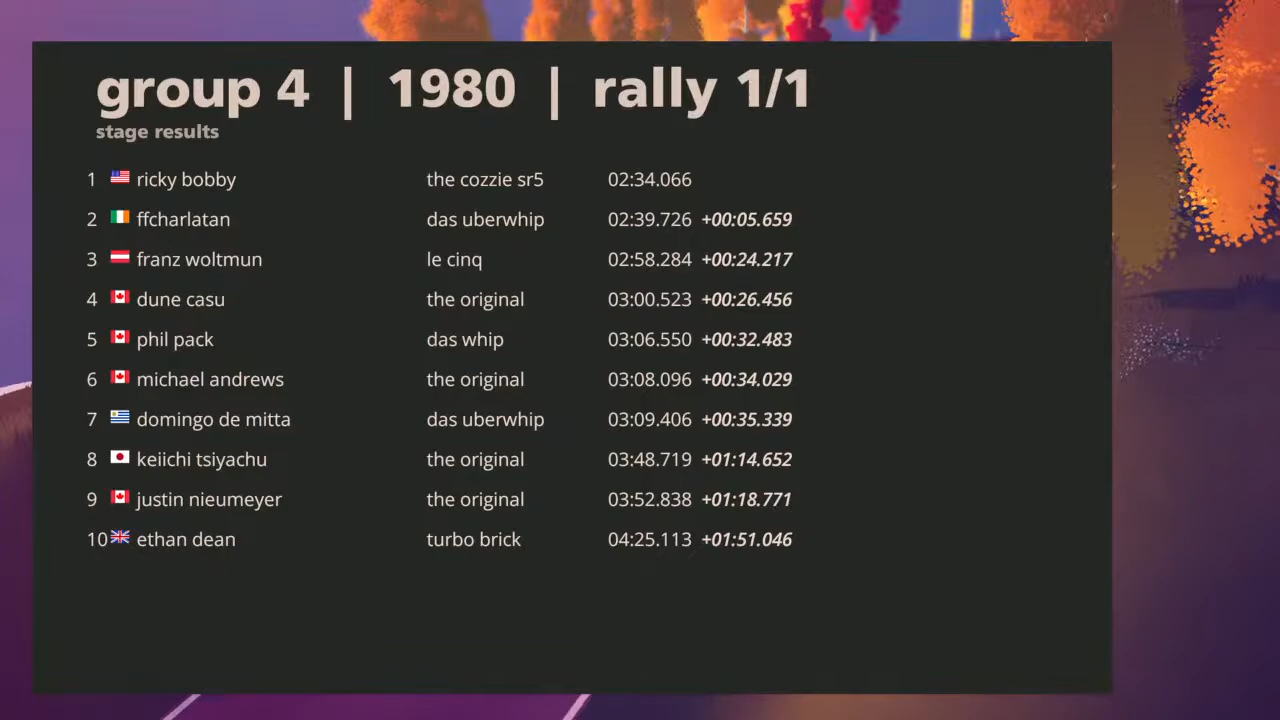 group 4 | 1980 | rally 1/1
stage results
1 ricky bobby the cozzie sr5 02:34.066
2 ffcharlatan das uberwhip 02:39.726 +00:05.659
3 franz woltmun le cinq 02:58.284 +00:24.217
4 dune casu the original 03:00.523 +00:26.456
5 phil pack das whip 03:06.550 +00:32.483
6 michael andrews the original 03:08.096 +00:34.029
7 domingo de mitta das uberwhip 03:09.406 +00:35.339
8 keiichi tsiyachu the original 03:48.719 +01:14.652
9 justin nieumeyer the original 03:52.838 +01:18.771
10 ethan dean turbo brick 04:25.113 +01:51.046